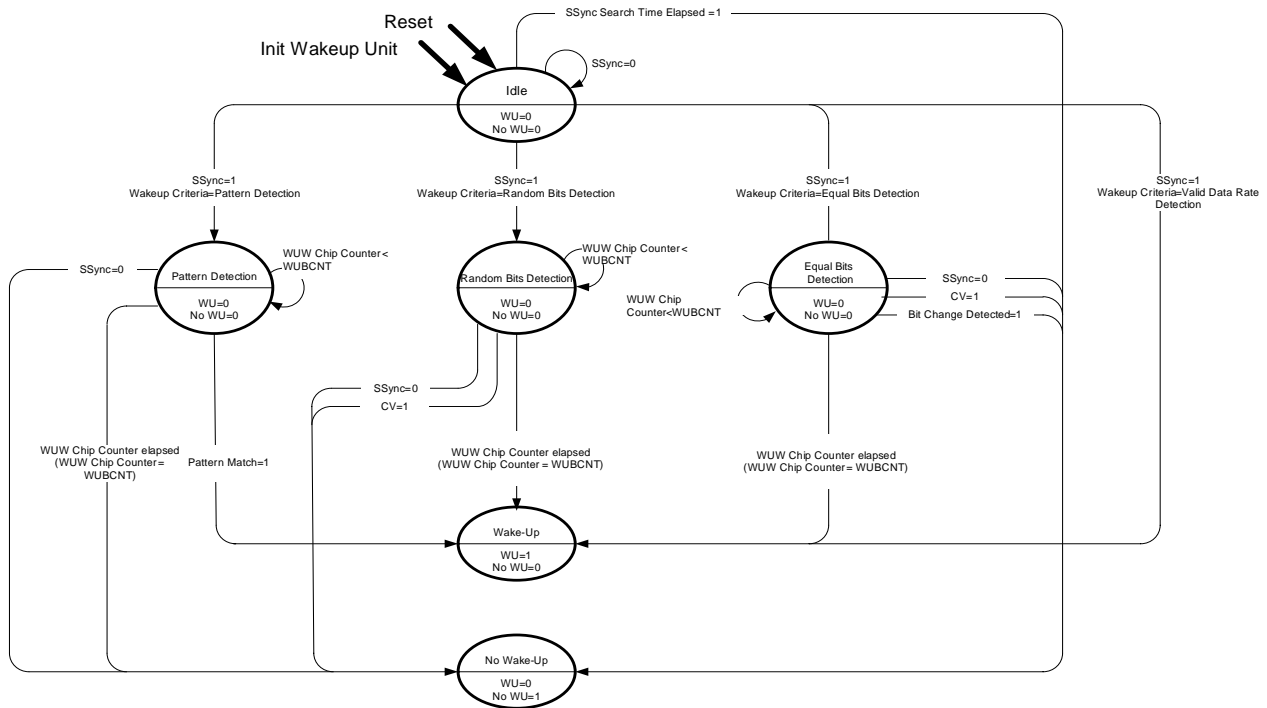 SSync Search Time Elapsed =1
Reset
Init Wakeup Unit
SSync=0
Idle
WU=0
No WU=0
SSync=1
Wakeup Criteria=Pattern Detection
SSync=1
Wakeup Criteria=Random Bits Detection
SSync=1
Wakeup Criteria=Equal Bits Detection
SSync=1
Wakeup Criteria=Valid Data Rate
Detection
SSync=0
Pattern Detection
WU=0
No WU=0
WUW Chip Counter<
WUBCNT
Random Bits Detection
WU=0
No WU=0
WUW Chip Counter<
WUBCNT
WUW Chip
Counter<WUBCNT
Equal Bits
Detection
WU=0
No WU=0
SSync=0
CV=1
Bit Change Detected=1
SSync=0
CV=1
WUW Chip Counter elapsed
(WUW Chip Counter=
WUBCNT)
Pattern Match=1
WUW Chip Counter elapsed
(WUW Chip Counter = WUBCNT)
WUW Chip Counter elapsed
(WUW Chip Counter = WUBCNT)
Wake-Up
WU=1
No WU=0
No Wake-Up
WU=0
No WU=1